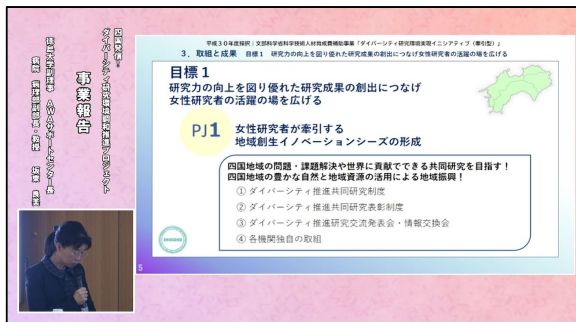 四国発信!
ダイバーシティ研究環境調和推進プロジェクト
事業報告
徳島大学副理事 AWAサポートセンター長
病院 病理部副部長・教授 坂東 良美
平成30年度採択|文部科学省科学技術人材育成費補助事業「ダイバーシティ研究環境実現イニシアティブ(牽引型)」
3.取組と成果 目標1 研究力の向上を図り優れた研究成果の創出につなげ女性研究者の活躍の場を広げる
目標1
研究力の向上を図り優れた研究成果の創出につなげ
女性研究者の活躍の場を広げる
PJ1 女性研究者が牽引する
地域創生イノベーションシーズの形成
四国地域の問題・課題解決や世界に貢献でできる共同研究を目指す!
四国地域の豊かな自然と地域資源の活用による地域振興!
① ダイバーシティ推進共同研究制度
② ダイバーシティ推進共同研究表彰制度
③ ダイバーシティ推進研究交流発表会・情報交換会
④ 各機関独自の取組
5